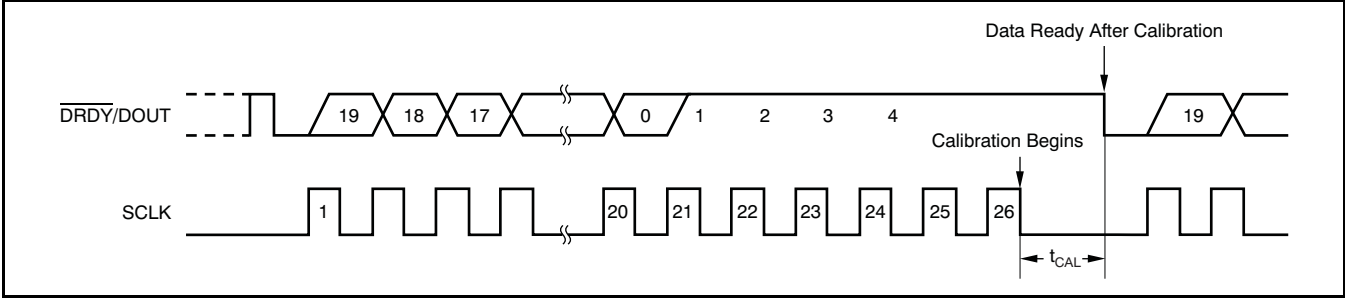 Data Ready After Calibration
DRDY/DOUT 19 18 17 0 1 2 3 4 19
Calibration Begins
SCLK 1 20 21 22 23 24 25 26
tCAL